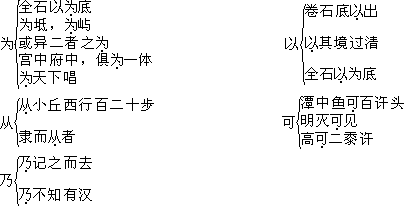 为
全石以为底
为坻，为屿
或异二者之为
宫中府中，俱为一体
为天下唱
以
卷石底以出
以其境过清
全石以为底
从
从小丘西行百二十步
隶而从者
可
潭中鱼可百许头
明灭可见
高可二黍许
乃
乃记之而去
乃不知有汉